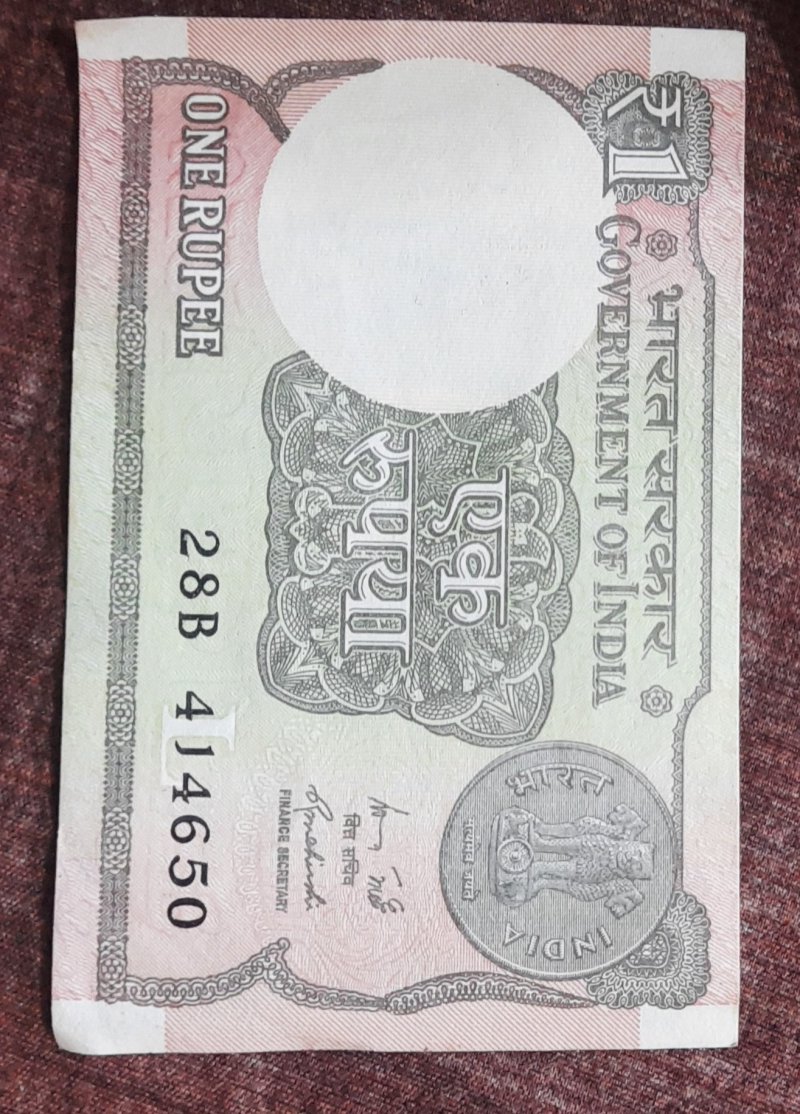 भारत सरकार
₹1 GOVERNMENT OF INDIA
एक
रुपया
भारत
सत्यमेव जयते
INDIA
वित्त सचिव
FINANCE SECRETARY
ONE RUPEE
28B 414650
L